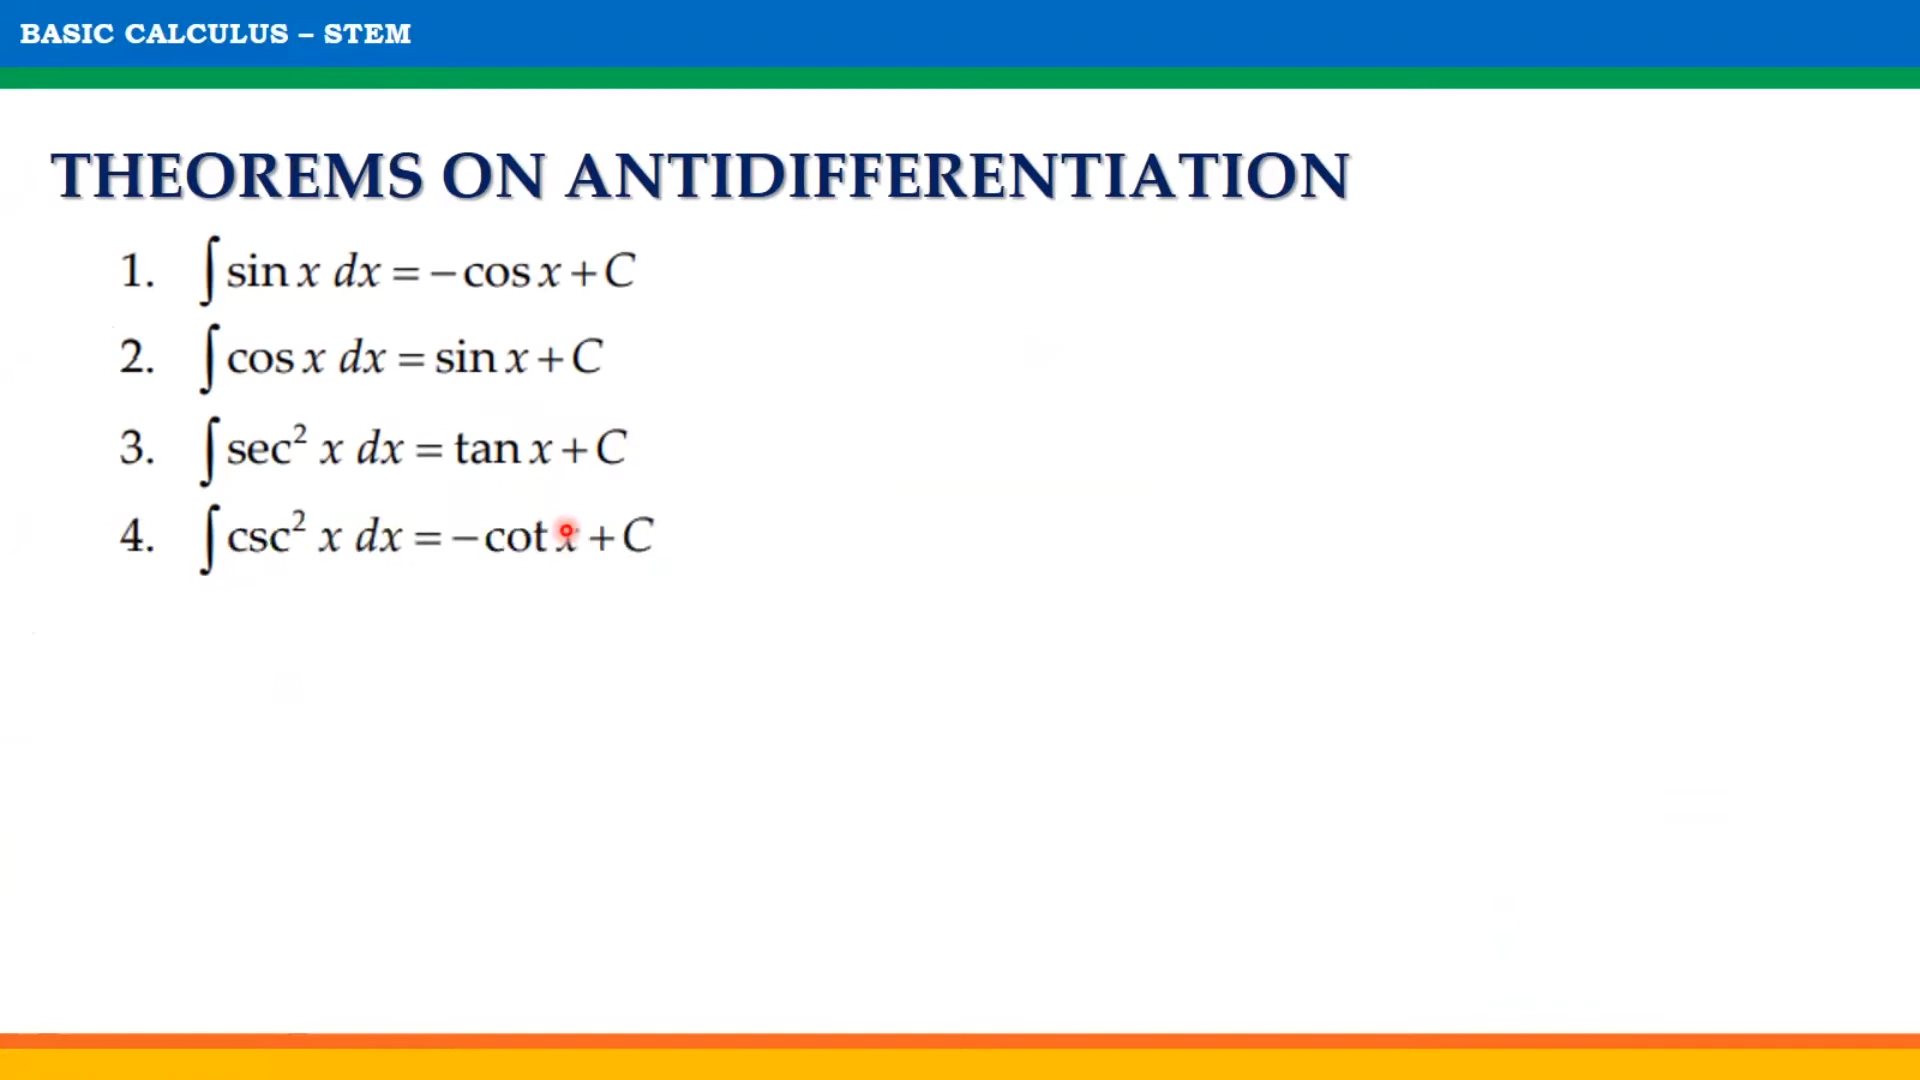 BASIC CALCULUS – STEM
THEOREMS ON ANTIDIFFERENTIATION
1. ∫ sin x dx = − cos x + C
2. ∫ cos x dx = sin x + C
3. ∫ sec² x dx = tan x + C
4. ∫ csc² x dx = − cot x + C